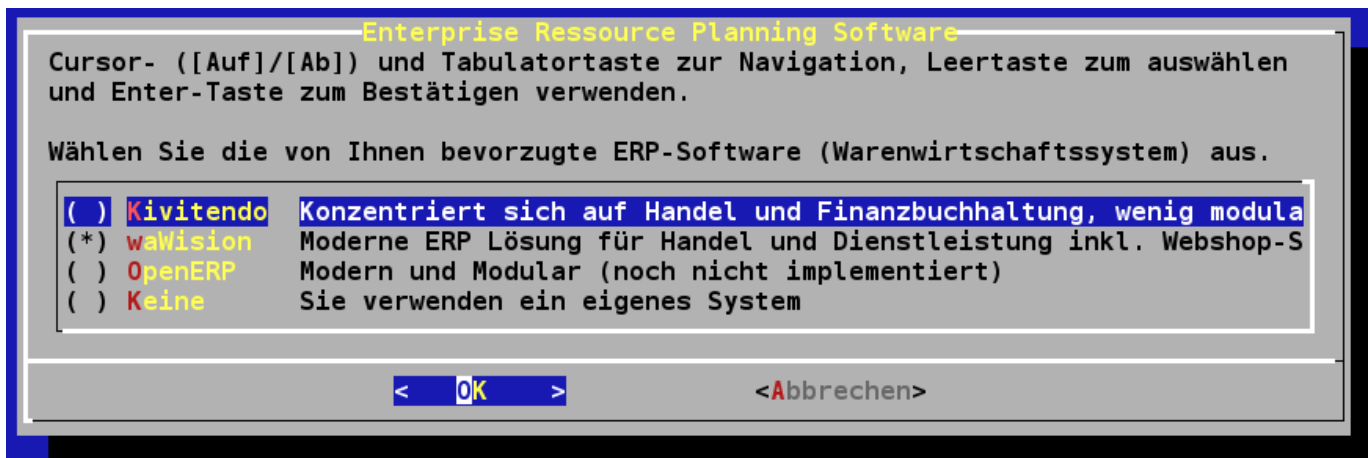 Enterprise Ressource Planning Software
Cursor- ([Auf]/[Ab]) und Tabulatortaste zur Navigation, Leertaste zum auswählen
und Enter-Taste zum Bestätigen verwenden.
Wählen Sie die von Ihnen bevorzugte ERP-Software (Warenwirtschaftssystem) aus.
( ) Kivitendo Konzentriert sich auf Handel und Finanzbuchhaltung, wenig modula
(*) waWision Moderne ERP Lösung für Handel und Dienstleistung inkl. Webshop-S
( ) OpenERP Modern und Modular (noch nicht implementiert)
( ) Keine Sie verwenden ein eigenes System
< OK > <Abbrechen>